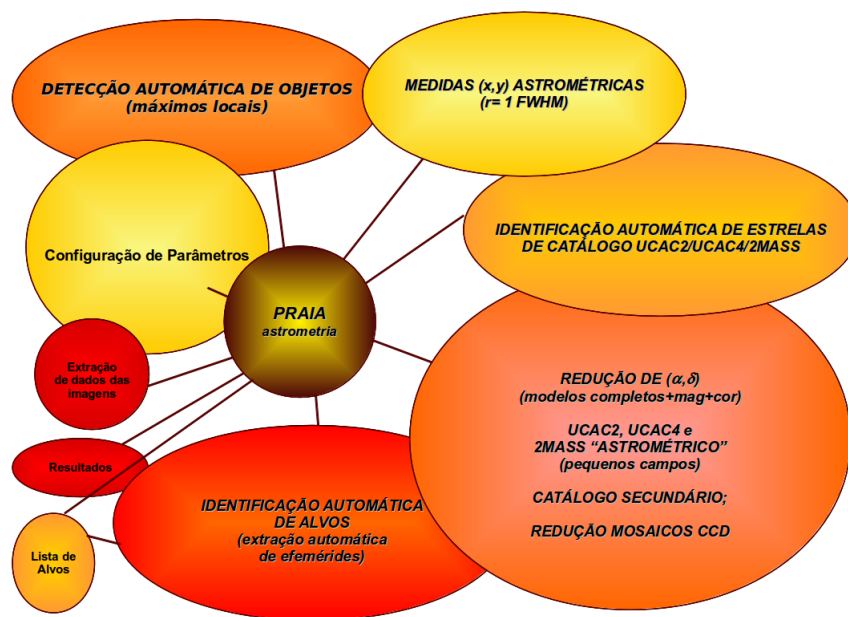 DETECÇÃO AUTOMÁTICA DE OBJETOS
(máximos locais)
MEDIDAS (x,y) ASTROMÉTRICAS
(r= 1 FWHM)
IDENTIFICAÇÃO AUTOMÁTICA DE ESTRELAS
DE CATÁLOGO UCAC2/UCAC4/2MASS
Configuração de Parâmetros
PRAIA
astrometria
Extração
de dados das
imagens
REDUÇÃO DE (α,δ)
(modelos completos+mag+cor)
UCAC2, UCAC4 e
2MASS “ASTROMÉTRICO”
(pequenos campos)
CATÁLOGO SECUNDÁRIO;
REDUÇÃO MOSAICOS CCD
Resultados
IDENTIFICAÇÃO AUTOMÁTICA
DE ALVOS
(extração automática
de efemérides)
Lista de
Alvos